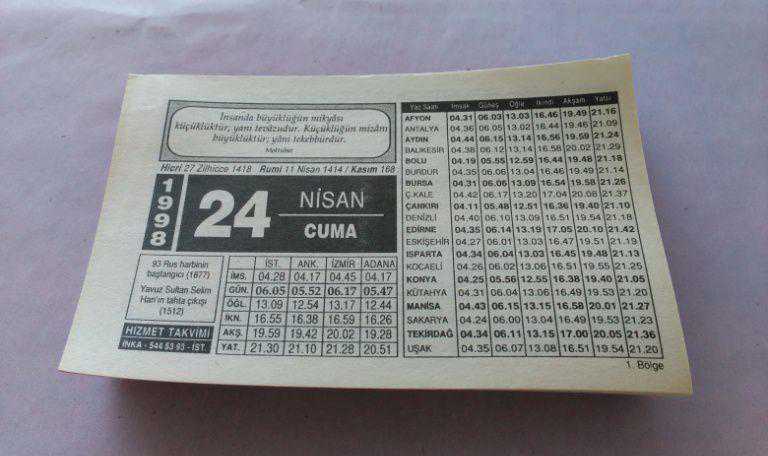 İnsanda büyüklüğün mikyâsı
küçüklüktür; yani tevâzudur. Küçüklüğün mizânı
büyüklüktür; yâni tekebbürdür.
Hicri 27 Zilhicce 1418 Rumi 11 Nisan 1414 / Kasım 168
1998
24
NİSAN
CUMA
93 Rus harbinin
başlangıcı (1877)
Yavuz Sultan Selim
Han'ın tahta çıkışı
(1512)
HIZMET TAKVİMİ
INKA - 544 53 93 - IST.
İST. ANK. İZMİR ADANA
İMS. 04.28 04.17 04.45 04.17
GÜN. 06.05 05.52 06.17 05.47
ÖĞL. 13.09 12.54 13.17 12.44
İKN. 16.55 16.38 16.59 16.26
AKŞ. 19.59 19.42 20.02 19.28
YAT. 21.30 21.10 21.28 20.51
Yaz Saati İmsak Güneş Öğle İkindi Akşam Yatsı
AFYON 04.31 06.03 13.03 16.46 19.49 21.16
ANTALYA 04.36 06.05 13.02 16.44 19.46 21.09
AYDIN 04.44 06.15 13.14 16.56 19.59 21.24
BALIKESİR 04.38 06.12 13.14 16.58 20.02 21.29
BOLU 04.19 05.55 12.59 16.44 19.48 21.18
BURDUR 04.35 06.06 13.04 16.46 19.49 21.14
BURSA 04.31 06.06 13.09 16.54 19.58 21.26
Ç.KALE 04.42 06.17 13.20 17.04 20.08 21.37
ÇANKIRI 04.11 05.48 12.51 16.36 19.40 21.10
DENİZLİ 04.40 06.10 13.09 16.51 19.54 21.18
EDİRNE 04.35 06.14 13.19 17.05 20.10 21.42
ESKİŞEHİR 04.27 06.01 13.03 16.47 19.51 21.19
ISPARTA 04.34 06.04 13.03 16.45 19.48 21.13
KOCAELİ 04.26 06.02 13.06 16.51 19.55 21.25
KONYA 04.25 05.56 12.55 16.38 19.40 21.05
KÜTAHYA 04.31 06.04 13.06 16.49 19.53 21.20
MANİSA 04.43 06.15 13.15 16.58 20.01 21.27
SAKARYA 04.24 06.00 13.04 16.49 19.53 21.23
TEKİRDAĞ 04.34 06.11 13.15 17.00 20.05 21.36
UŞAK 04.35 06.07 13.08 16.51 19.54 21.20
1. Bölge